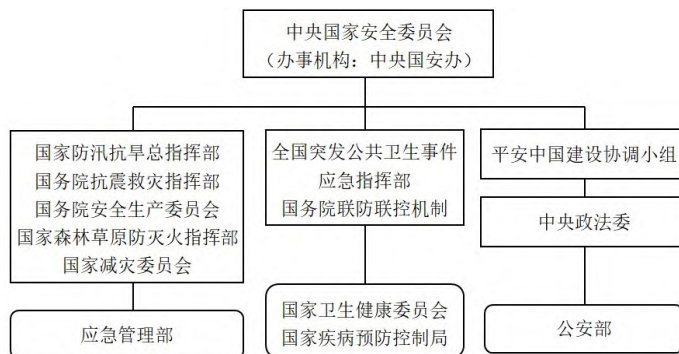 中央国家安全委员会
（办事机构：中央国安办）
国家防汛抗旱总指挥部
国务院抗震救灾指挥部
国务院安全生产委员会
国家森林草原防灭火指挥部
国家减灾委员会
应急管理部
全国突发公共卫生事件
应急指挥部
国务院联防联控机制
国家卫生健康委员会
国家疾病预防控制局
平安中国建设协调小组
中央政法委
公安部